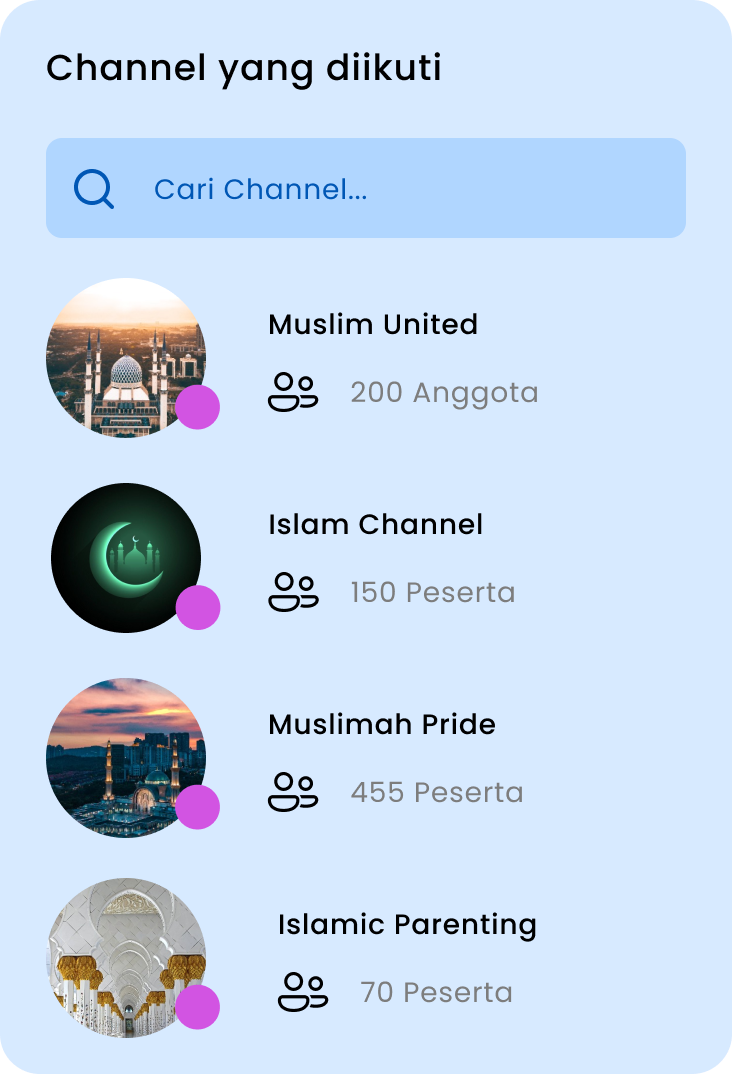 Channel yang diikuti
Cari Channel...
Muslim United
200 Anggota
Islam Channel
150 Peserta
Muslimah Pride
455 Peserta
Islamic Parenting
70 Peserta